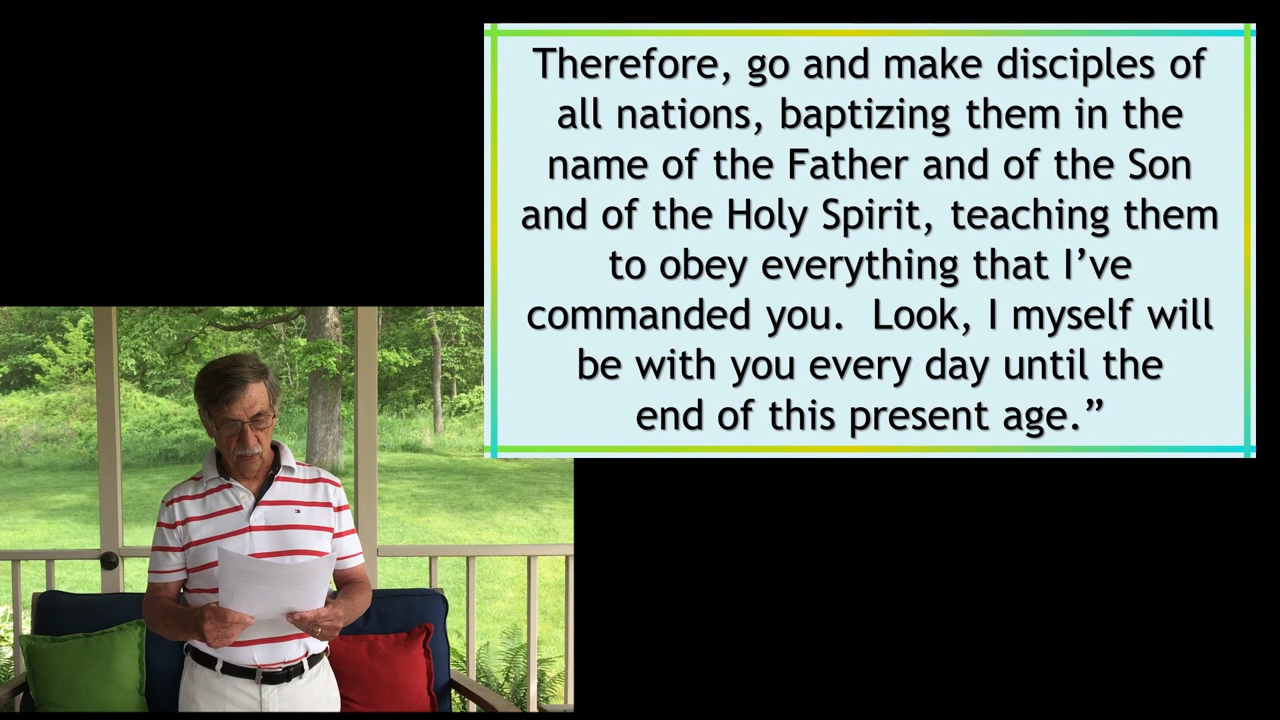 Therefore, go and make disciples of
all nations, baptizing them in the
name of the Father and of the Son
and of the Holy Spirit, teaching them
to obey everything that I’ve
commanded you.  Look, I myself will
be with you every day until the
end of this present age.”